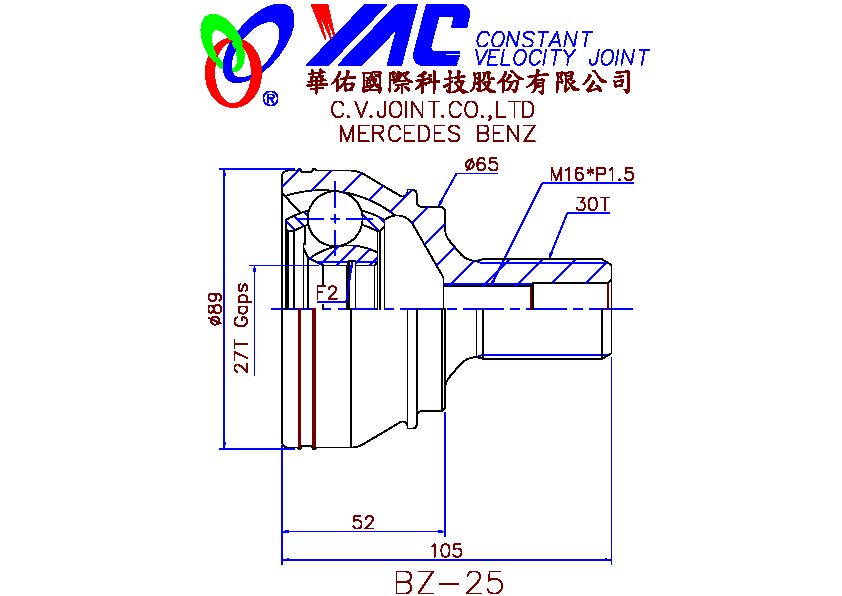 YAC CONSTANT
VELOCITY JOINT
®
華佑國際科技股份有限公司
C.V.JOINT.CO.,LTD
MERCEDES BENZ
ø65
M16*P1.5
30T
F2
ø89
27T Gaps
52
105
BZ-25